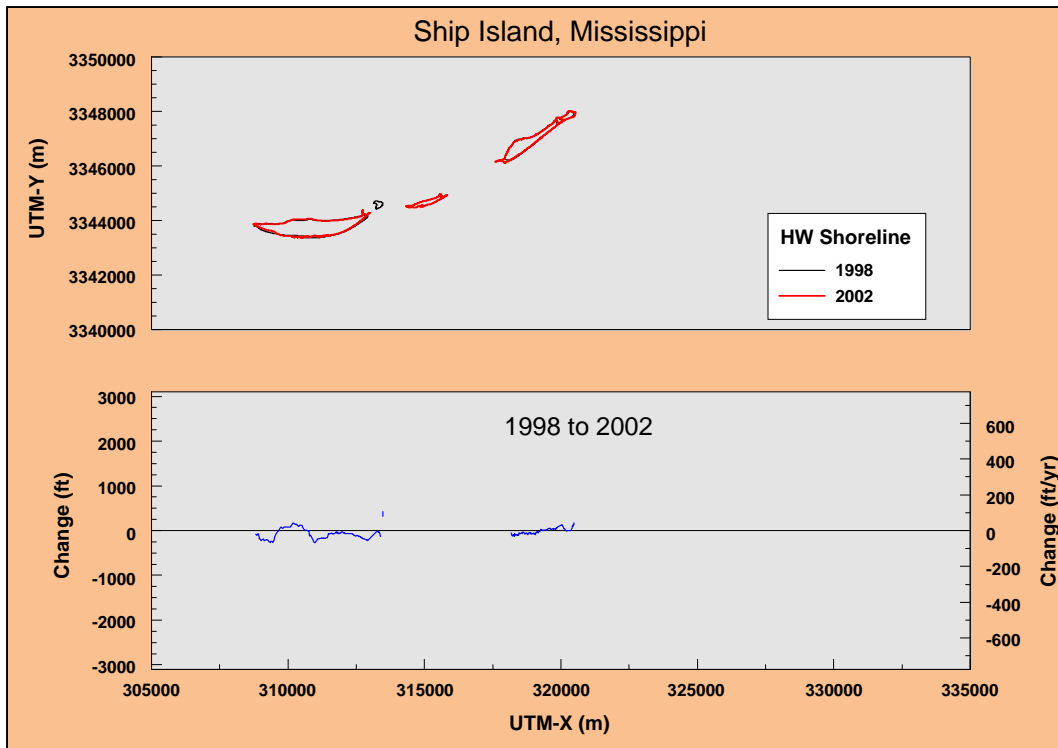 Ship Island, Mississippi
3350000
3348000
3346000
3344000
3342000
3340000
UTM-Y (m)
HW Shoreline
1998
2002
1998 to 2002
3000
2000
1000
0
-1000
-2000
-3000
Change (ft)
600
400
200
0
-200
-400
-600
Change (ft/yr)
305000 310000 315000 320000 325000 330000 335000
UTM-X (m)